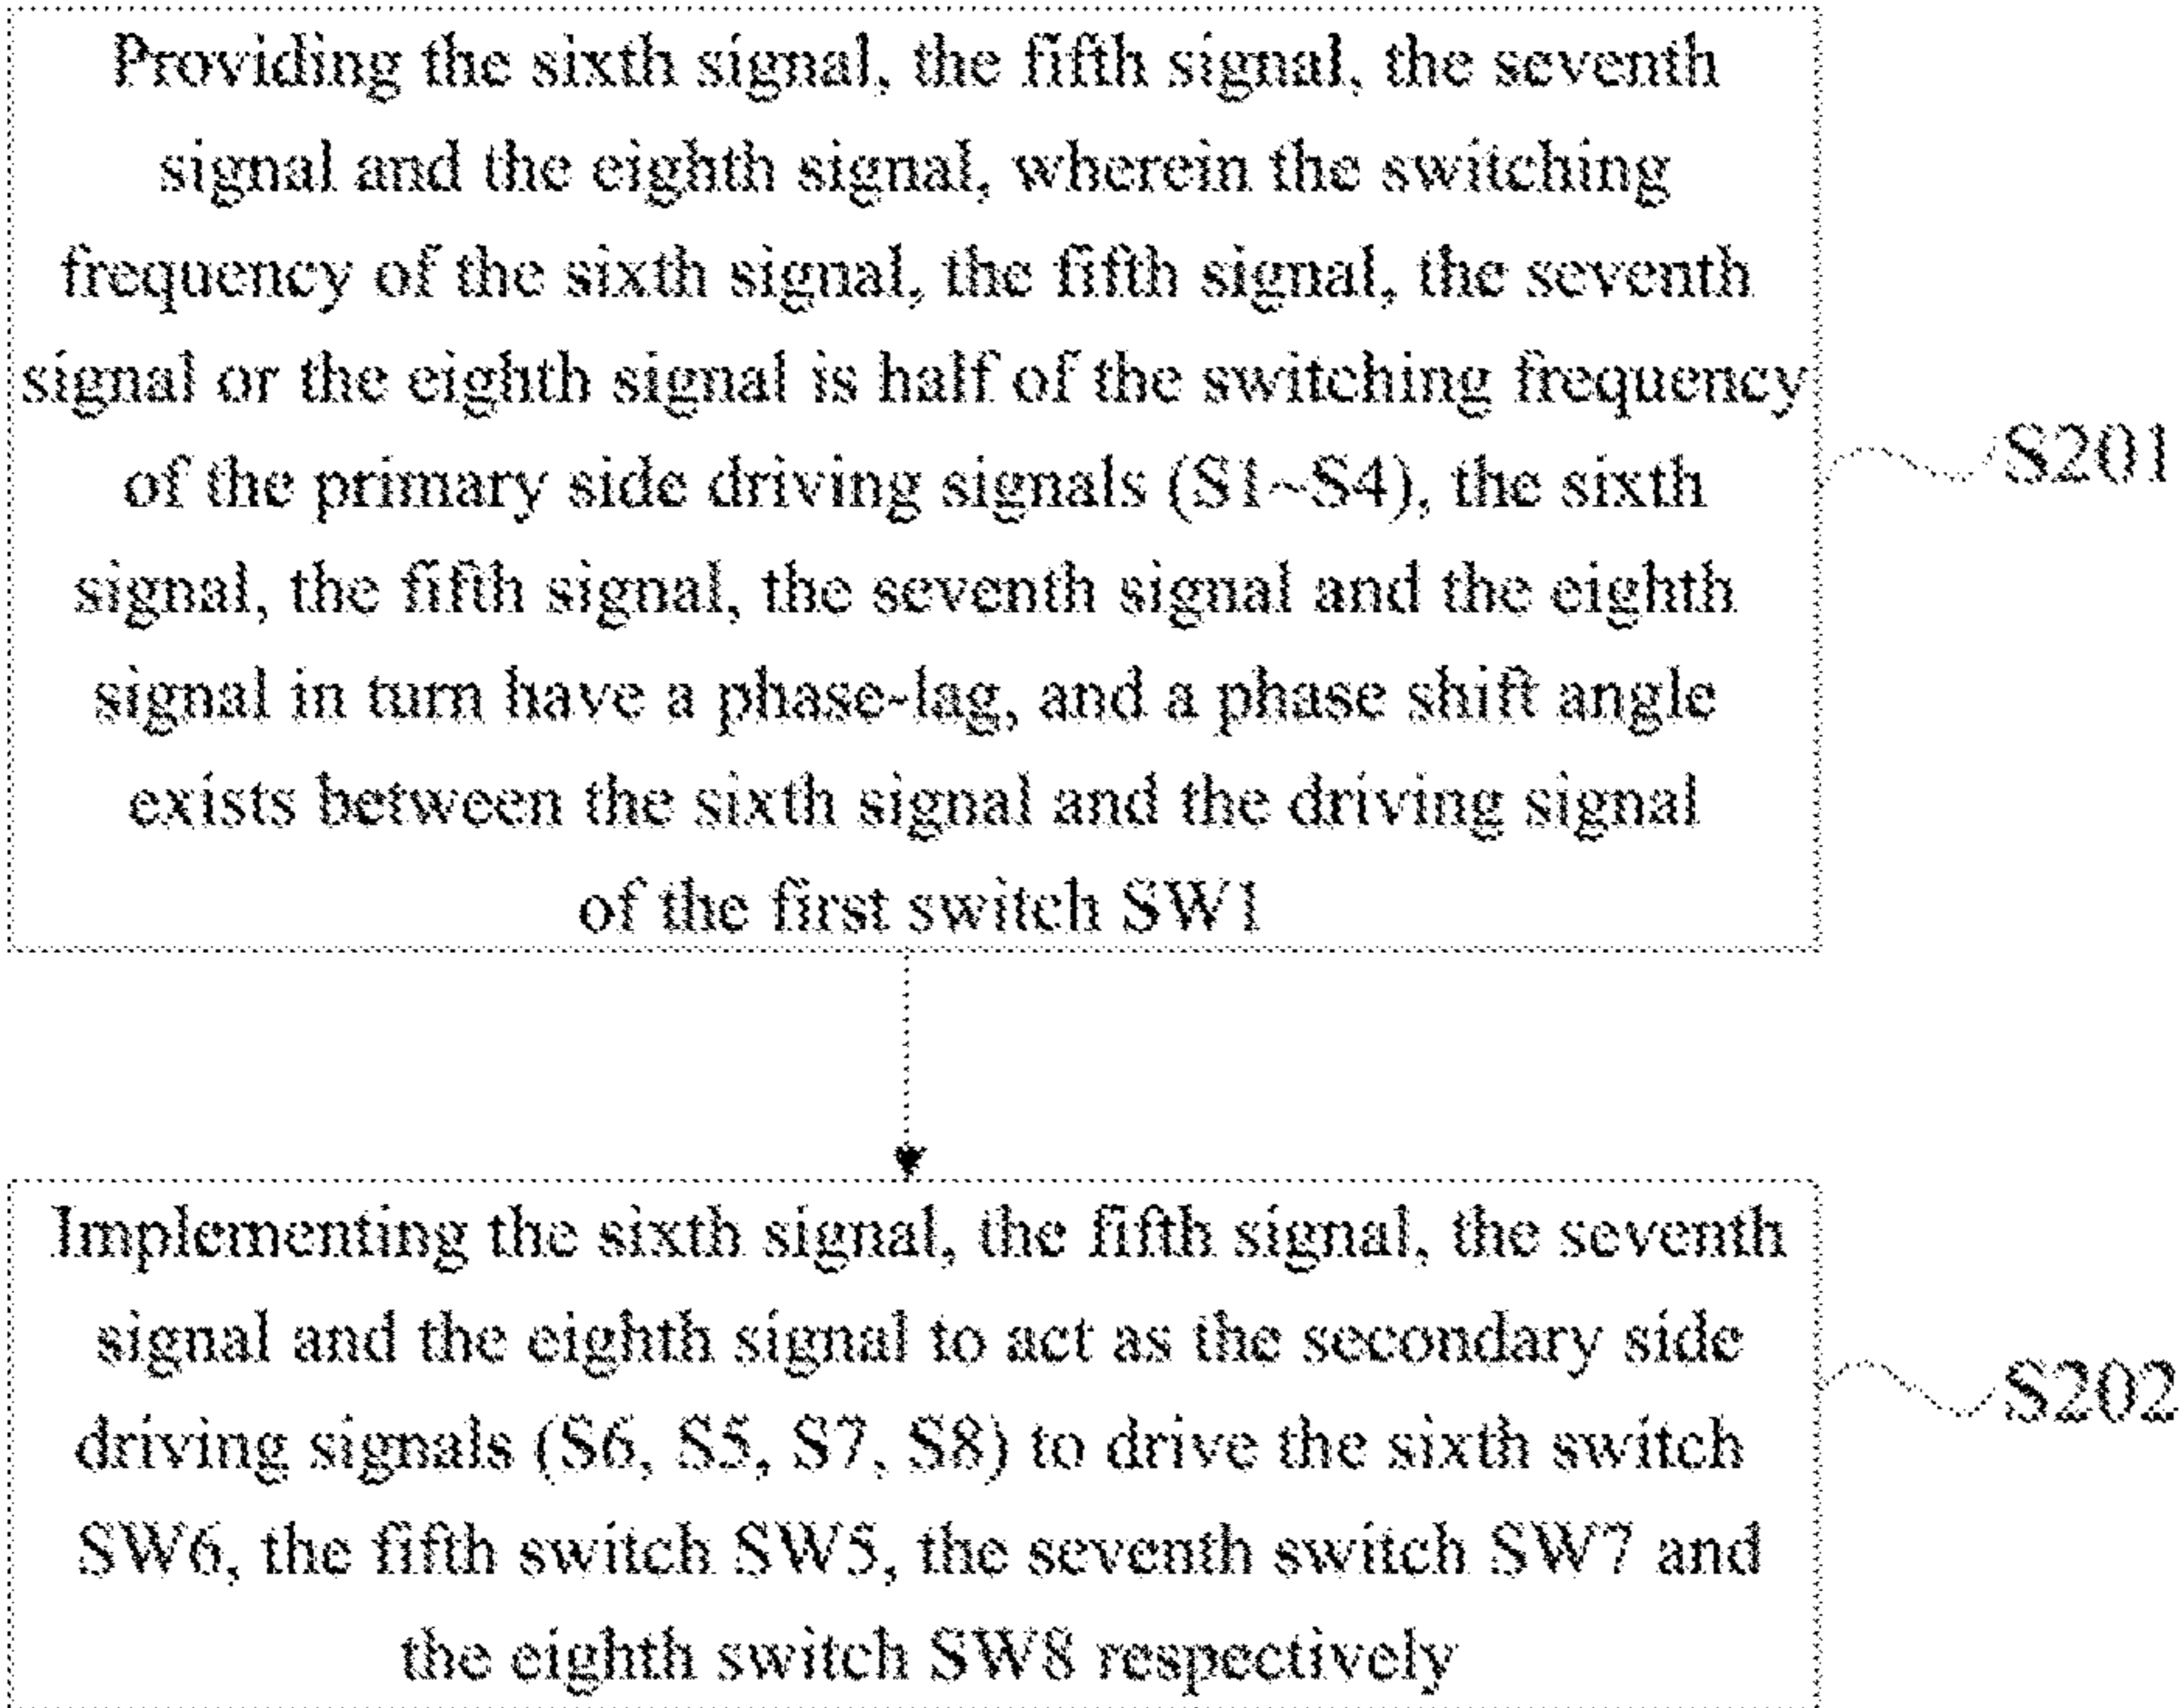 Providing the sixth signal, the fifth signal, the seventh
signal and the eighth signal, wherein the switching
frequency of the sixth signal, the fifth signal, the seventh
signal or the eighth signal is half of the switching frequency
of the primary side driving signals (S1~S4), the sixth
signal, the fifth signal, the seventh signal and the eighth
signal in turn have a phase-lag, and a phase shift angle
exists between the sixth signal and the driving signal
of the first switch SW1
S201
Implementing the sixth signal, the fifth signal, the seventh
signal and the eighth signal to act as the secondary side
driving signals (S6, S5, S7, S8) to drive the sixth switch
SW6, the fifth switch SW5, the seventh switch SW7 and
the eighth switch SW8 respectively
S202